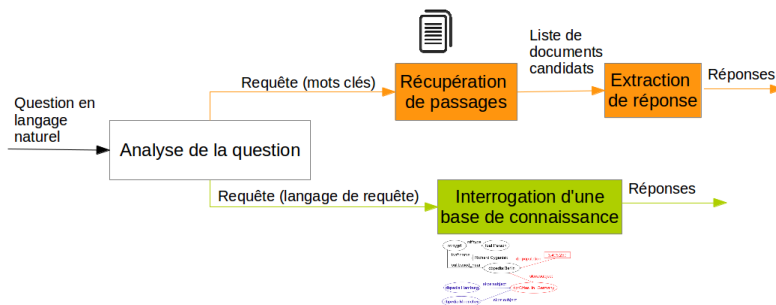 Question en
langage
naturel
Analyse de la question
Requête (mots clés)
Récupération
de passages
Liste de
documents
candidats
Extraction
de réponse
Réponses
Requête (langage de requête)
Interrogation d'une
base de connaissance
Réponses